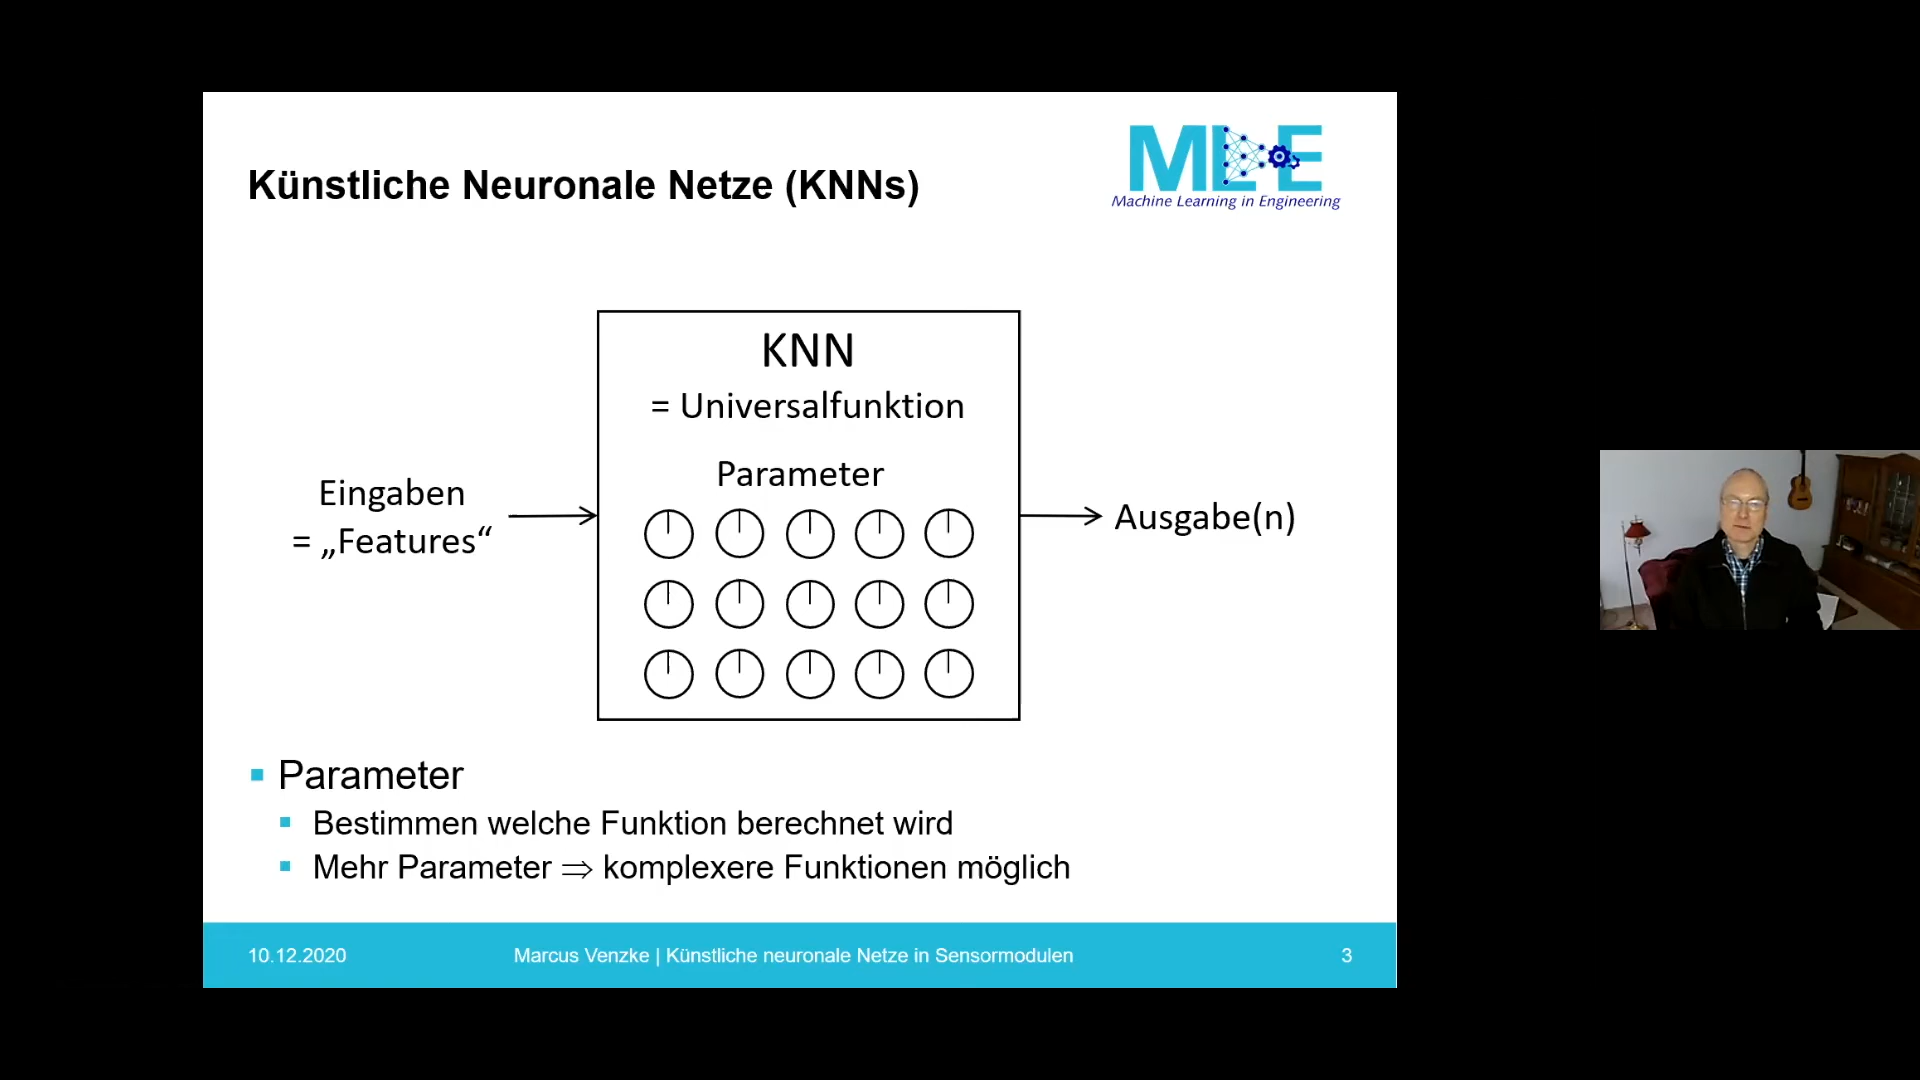 MLE
Machine Learning in Engineering
Künstliche Neuronale Netze (KNNs)
KNN
= Universalfunktion
Parameter
Eingaben
= „Features“
Ausgabe(n)
Parameter
Bestimmen welche Funktion berechnet wird
Mehr Parameter ⇒ komplexere Funktionen möglich
10.12.2020
Marcus Venzke | Künstliche neuronale Netze in Sensormodulen
3